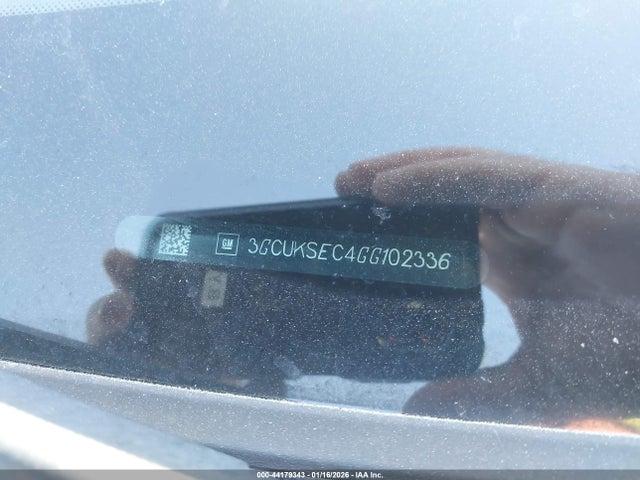 GM 3GCUKSEC4GG102336
000-44179343 - 01/16/2026 - IAA Inc.